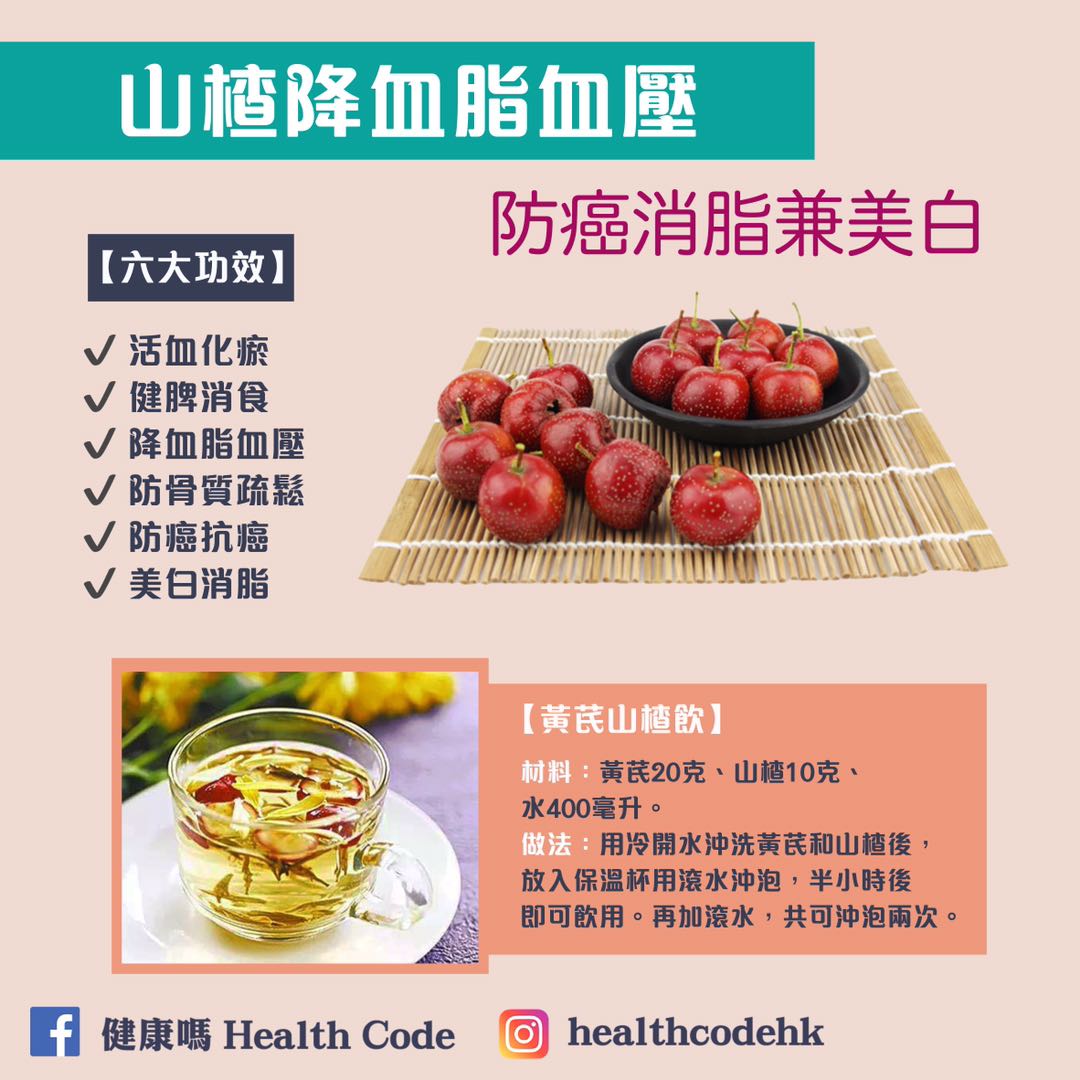 山楂降血脂血壓
防癌消脂兼美白
【六大功效】
✓ 活血化瘀
✓ 健脾消食
✓ 降血脂血壓
✓ 防骨質疏鬆
✓ 防癌抗癌
✓ 美白消脂
【黃芪山楂飲】
材料：黃芪20克、山楂10克、
水400毫升。
做法：用冷開水沖洗黃芪和山楂後，
放入保溫杯用滾水沖泡，半小時後
即可飲用。再加滾水，共可沖泡兩次。
健康嗎 Health Code
healthcodehk